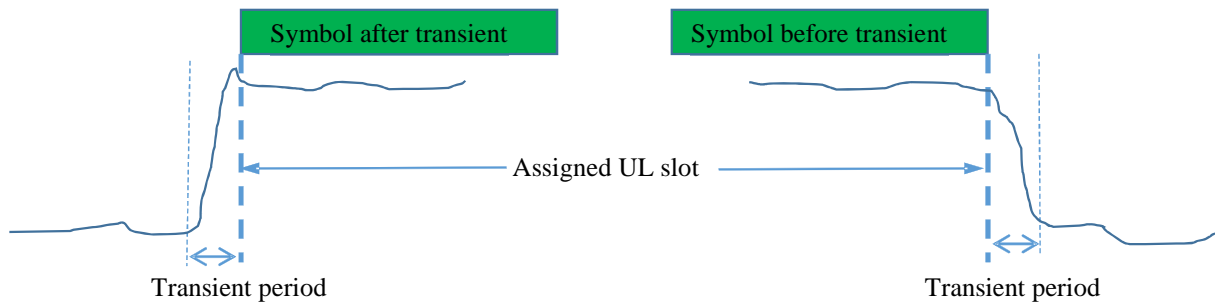 Symbol after transient
Symbol before transient
Assigned UL slot
Transient period
Transient period